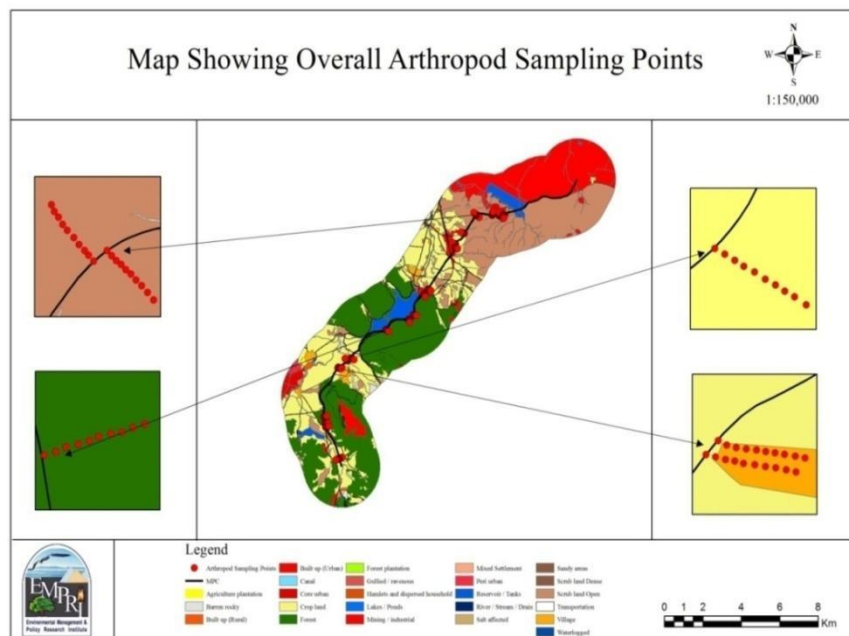 Map Showing Overall Arthropod Sampling Points
N
W E
S
1:150,000
Legend
Arthropod Sampling Points
MPC
Agriculture plantation
Barren rocky
Built up (Rural)
Built up (Urban)
Canal
Core urban
Crop land
Forest
Forest plantation
Gullied / ravenous
Hamlets and dispersed household
Lakes / Ponds
Mining / industrial
Mixed Settlement
Peri urban
Reservoir / Tanks
River / Stream / Drain
Salt affected
Sandy areas
Scrub land Dense
Scrub land Open
Transportation
Village
Waterlogged
EMPRI
Environmental Management &
Policy Research Institute
0 1 2 4 6 8
Km